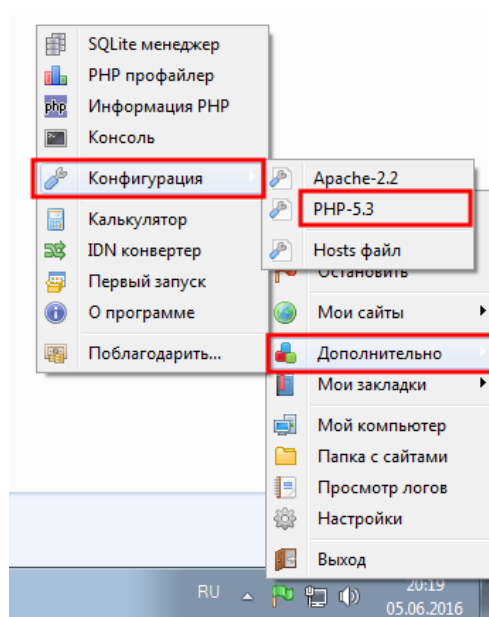 SQLite менеджер
PHP профайлер
php
Информация PHP
Консоль
Конфигурация
Калькулятор
IDN конвертер
Первый запуск
О программе
Поблагодарить...
Apache-2.2
PHP-5.3
Hosts файл
Остановить
Мои сайты
Дополнительно
Мои закладки
Мой компьютер
Папка с сайтами
Просмотр логов
Настройки
Выход
RU
20:19
05.06.2016